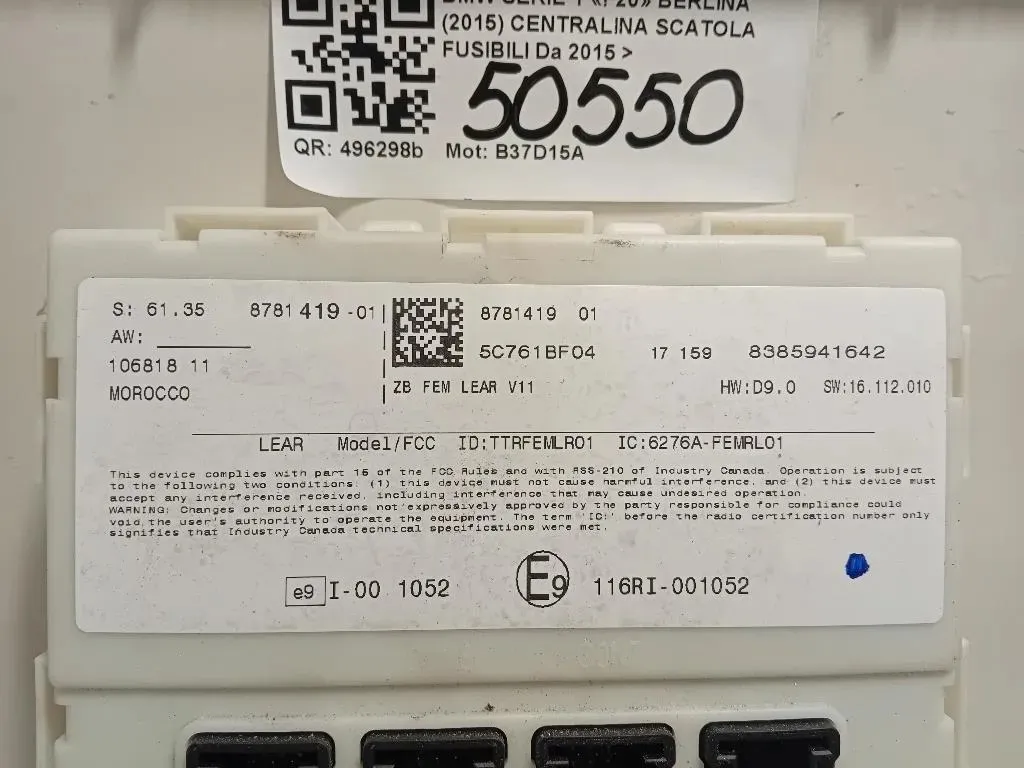 BMW SERIE 1 «F20» BERLINA
(2015) CENTRALINA SCATOLA
FUSIBILI Da 2015 >
50550
QR: 496298b Mot: B37D15A
S: 61.35 8781 419 -01
AW:
106818 11
MOROCCO
8781419 01
5C761BF04 17 159 8385941642
ZB FEM LEAR V11 HW:D9.0 SW:16.112.010
LEAR Model/FCC ID:TTRFEMLR01 IC:6276A-FEMRL01
This device complies with part 15 of the FCC Rules and with RSS-210 of Industry Canada. Operation is subject
to the following two conditions: (1) this device must not cause harmful interference, and (2) this device must
accept any interference received, including interference that may cause undesired operation.
WARNING: Changes or modifications not expressively approved by the party responsible for compliance could
void the user's authority to operate the equipment. The term 'IC:' before the radio certification number only
signifies that Industry Canada technical specifications were met.
e9 I-00 1052 E9 116RI-001052